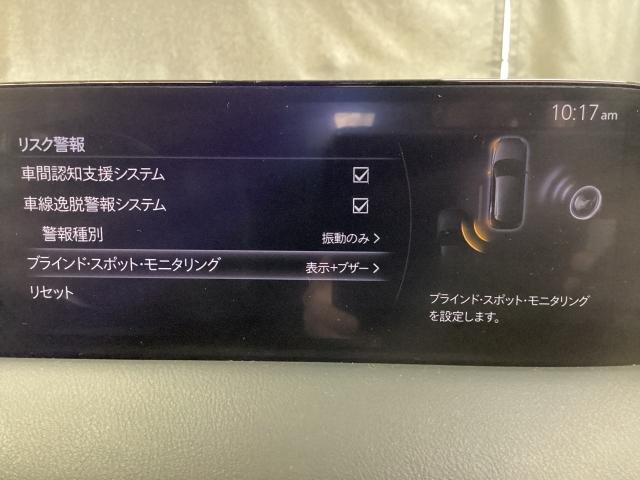 10:17 am
リスク警報
車間認知支援システム
車線逸脱警報システム
警報種別 振動のみ
ブラインド・スポット・モニタリング 表示+ブザー
リセット
ブラインド・スポット・モニタリング
を設定します。